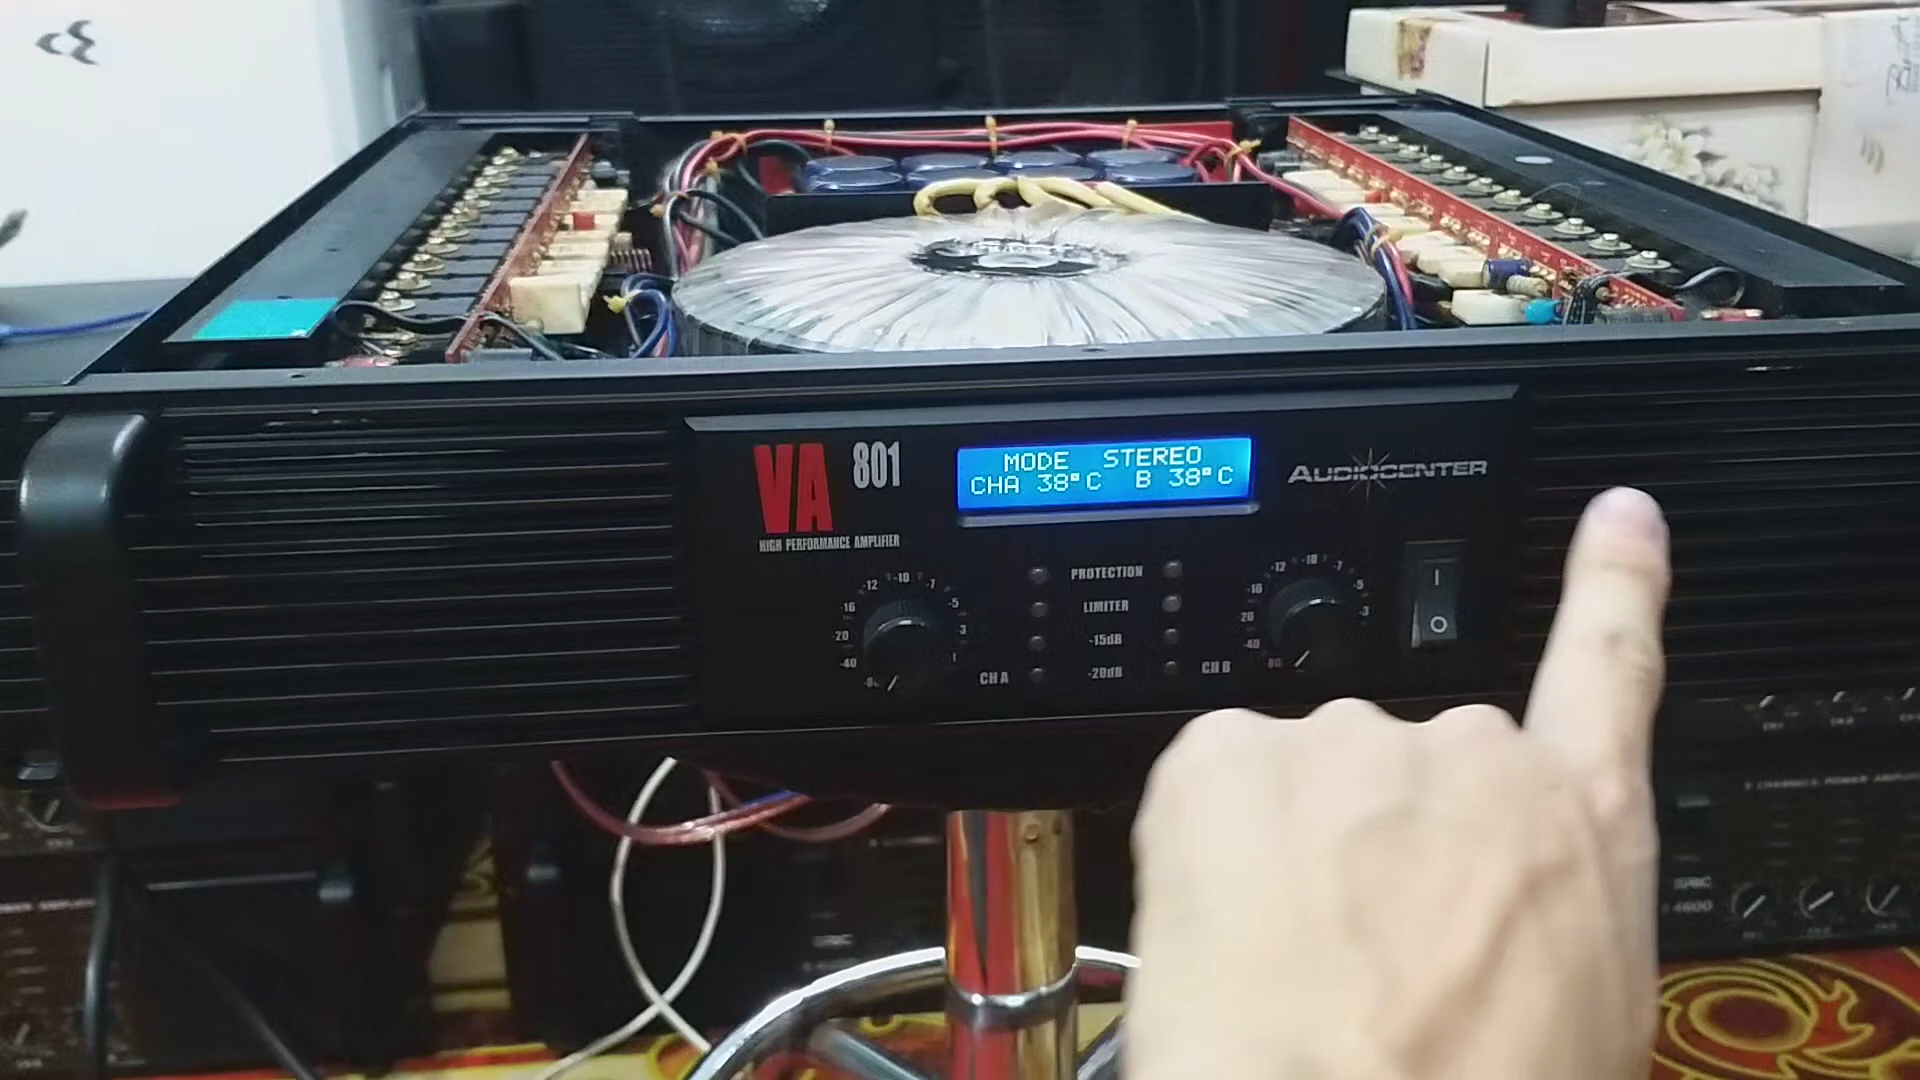 VA 801
HIGH PERFORMANCE AMPLIFIER
MODE STEREO
CHA 38°C B 38°C
AUDIOCENTER
PROTECTION
LIMITER
-15dB
-20dB
CH A
CH B
-12 -10 -7
-16 -5
-20 3
-40
-12 -10 -7
-16 -5
20 -3
-40
-80
I
O